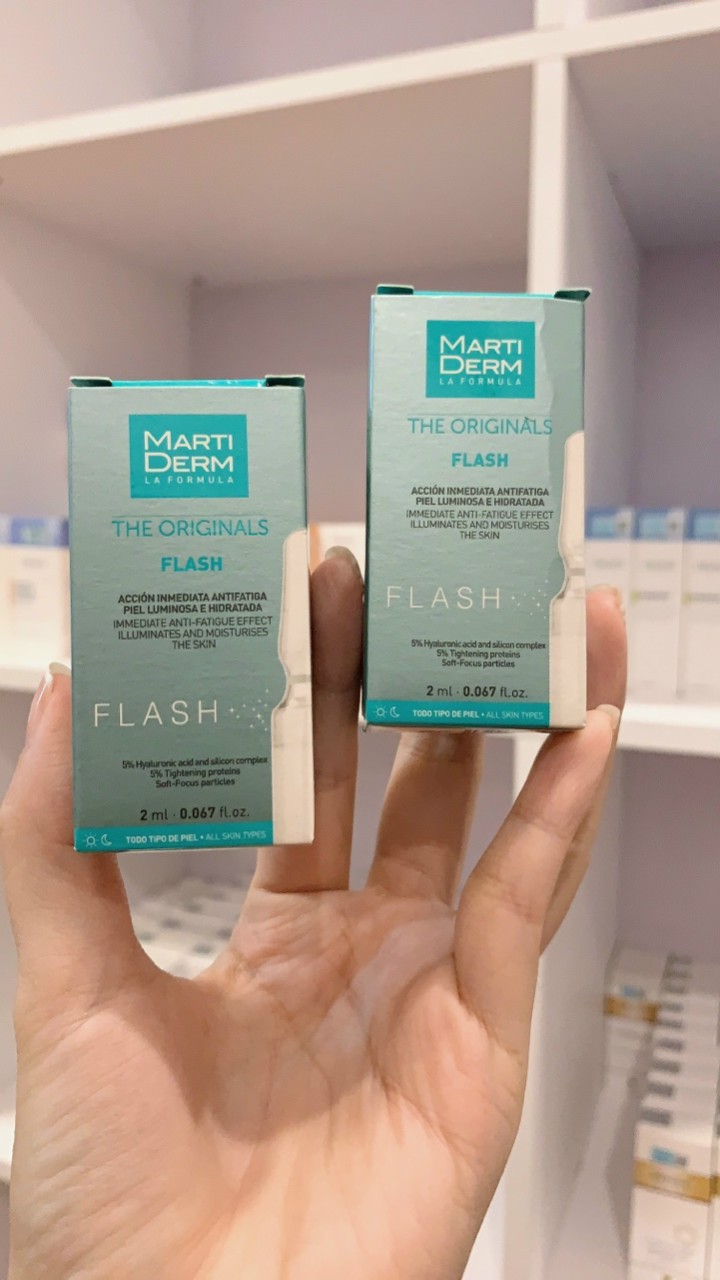 MARTI
DERM
LA FORMULA
THE ORIGINALS
FLASH
ACCIÓN INMEDIATA ANTIFATIGA
PIEL LUMINOSA E HIDRATADA
IMMEDIATE ANTI-FATIGUE EFFECT
ILLUMINATES AND MOISTURISES
THE SKIN
FLASH
5% Hyaluronic acid and silicon complex
5% Tightening proteins
Soft-Focus particles
2 ml · 0.067 fl.oz.
TODO TIPO DE PIEL • ALL SKIN TYPES
MARTI
DERM
LA FORMULA
THE ORIGINALS
FLASH
ACCIÓN INMEDIATA ANTIFATIGA
PIEL LUMINOSA E HIDRATADA
IMMEDIATE ANTI-FATIGUE EFFECT
ILLUMINATES AND MOISTURISES
THE SKIN
FLASH
5% Hyaluronic acid and silicon complex
5% Tightening proteins
Soft-Focus particles
2 ml · 0.067 fl.oz.
TODO TIPO DE PIEL • ALL SKIN TYPES